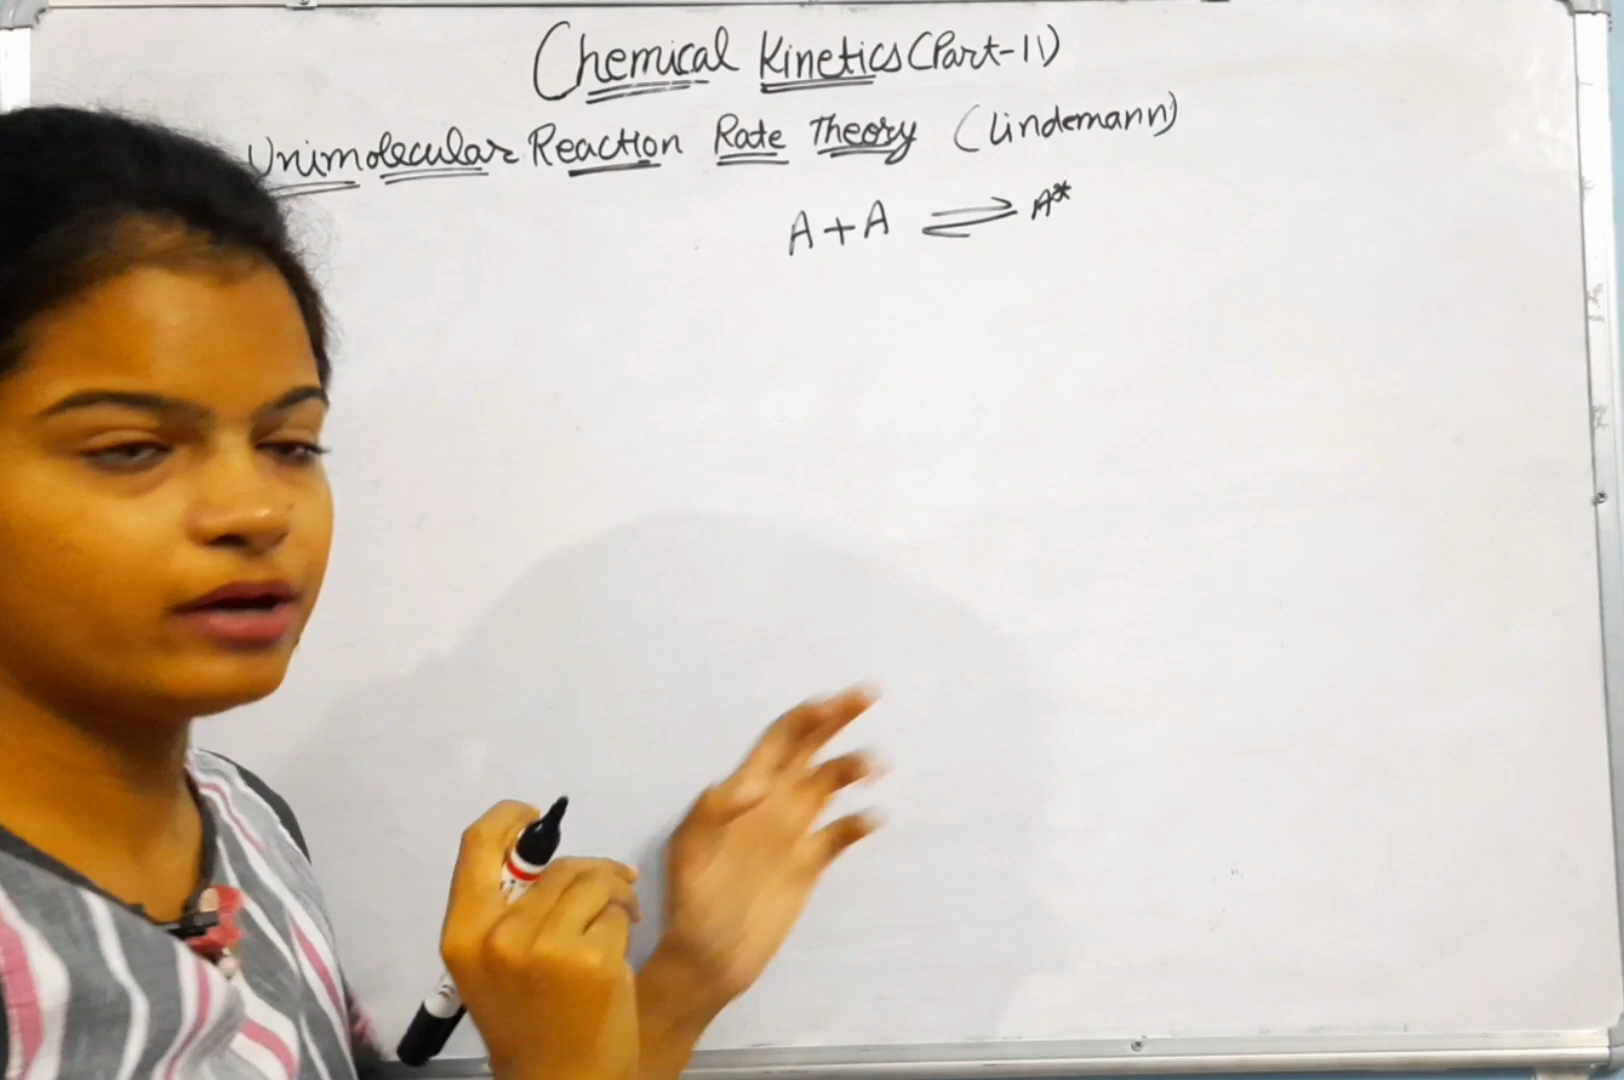 Chemical Kinetics (Part-11)
Unimolecular Reaction Rate Theory (Lindemann)
A+A ⇌ A*